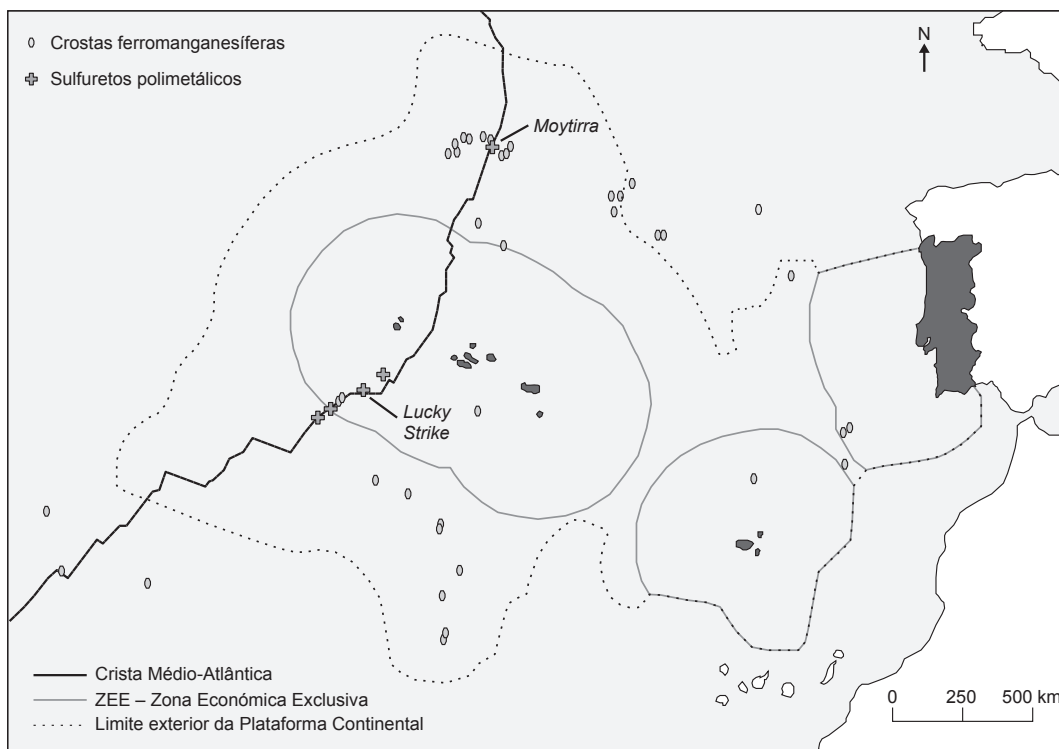 Crostas ferromanganesíferas
Sulfuretos polimetálicos
N
Moytirra
Lucky
Strike
Crista Médio-Atlântica
ZEE – Zona Económica Exclusiva
Limite exterior da Plataforma Continental
0 250 500 km